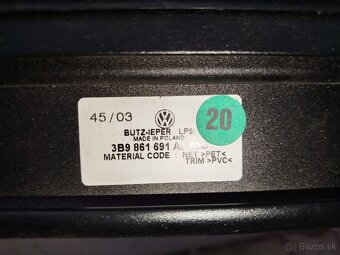 45/03
20
BUTZ-IEPER LP5
MADE IN POLAND
3B9 861 691 A
MATERIAL CODE : NET >PET<
TRIM >PVC<
bazos.sk